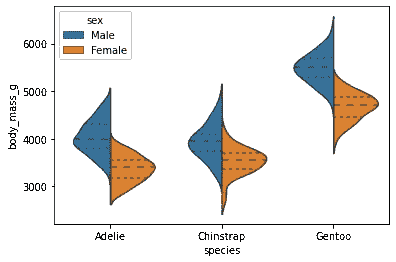 sex
Male
Female
6000
5000
4000
3000
body_mass_g
Adelie
Chinstrap
Gentoo
species